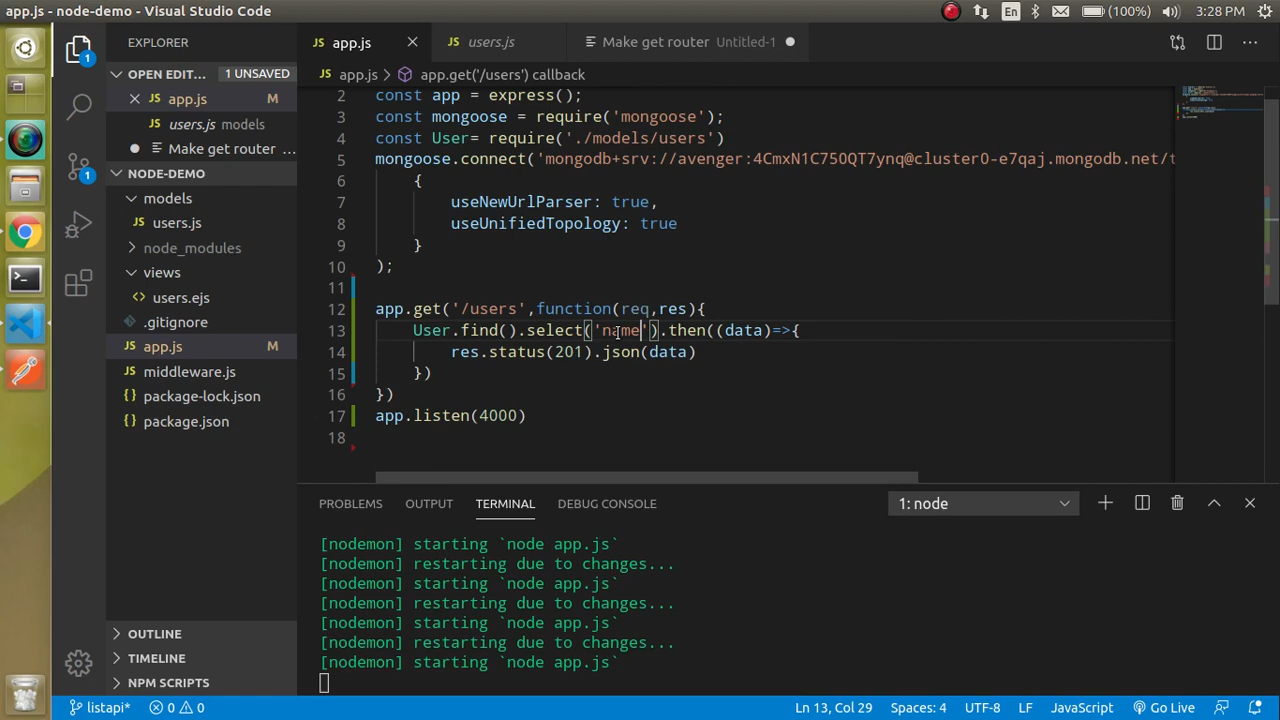 app.js - node-demo - Visual Studio Code
En
(100%)
3:28 PM
EXPLORER
app.js
users.js
Make get router Untitled-1
OPEN EDIT... 1 UNSAVED
app.js M
users.js models
Make get router
NODE-DEMO
models
users.js
node_modules
views
users.ejs
.gitignore
app.js M
middleware.js
package-lock.json
package.json
OUTLINE
TIMELINE
NPM SCRIPTS
1
1
app.js > app.get('/users') callback
2 const app = express();
3 const mongoose = require('mongoose');
4 const User= require('./models/users')
5 mongoose.connect('mongodb+srv://avenger:4CmxN1C75OQT7ynq@cluster0-e7qaj.mongodb.net/t
6 {
7 useNewUrlParser: true,
8 useUnifiedTopology: true
9 }
10 );
11
12 app.get('/users',function(req,res){
13 User.find().select('name').then((data)=>{
14 res.status(201).json(data)
15 })
16 })
17 app.listen(4000)
18
PROBLEMS OUTPUT TERMINAL DEBUG CONSOLE 1: node
[nodemon] starting `node app.js`
[nodemon] restarting due to changes...
[nodemon] starting `node app.js`
[nodemon] restarting due to changes...
[nodemon] starting `node app.js`
[nodemon] restarting due to changes...
[nodemon] starting `node app.js`
listapi* 0 0 Ln 13, Col 29 Spaces: 4 UTF-8 LF JavaScript Go Live